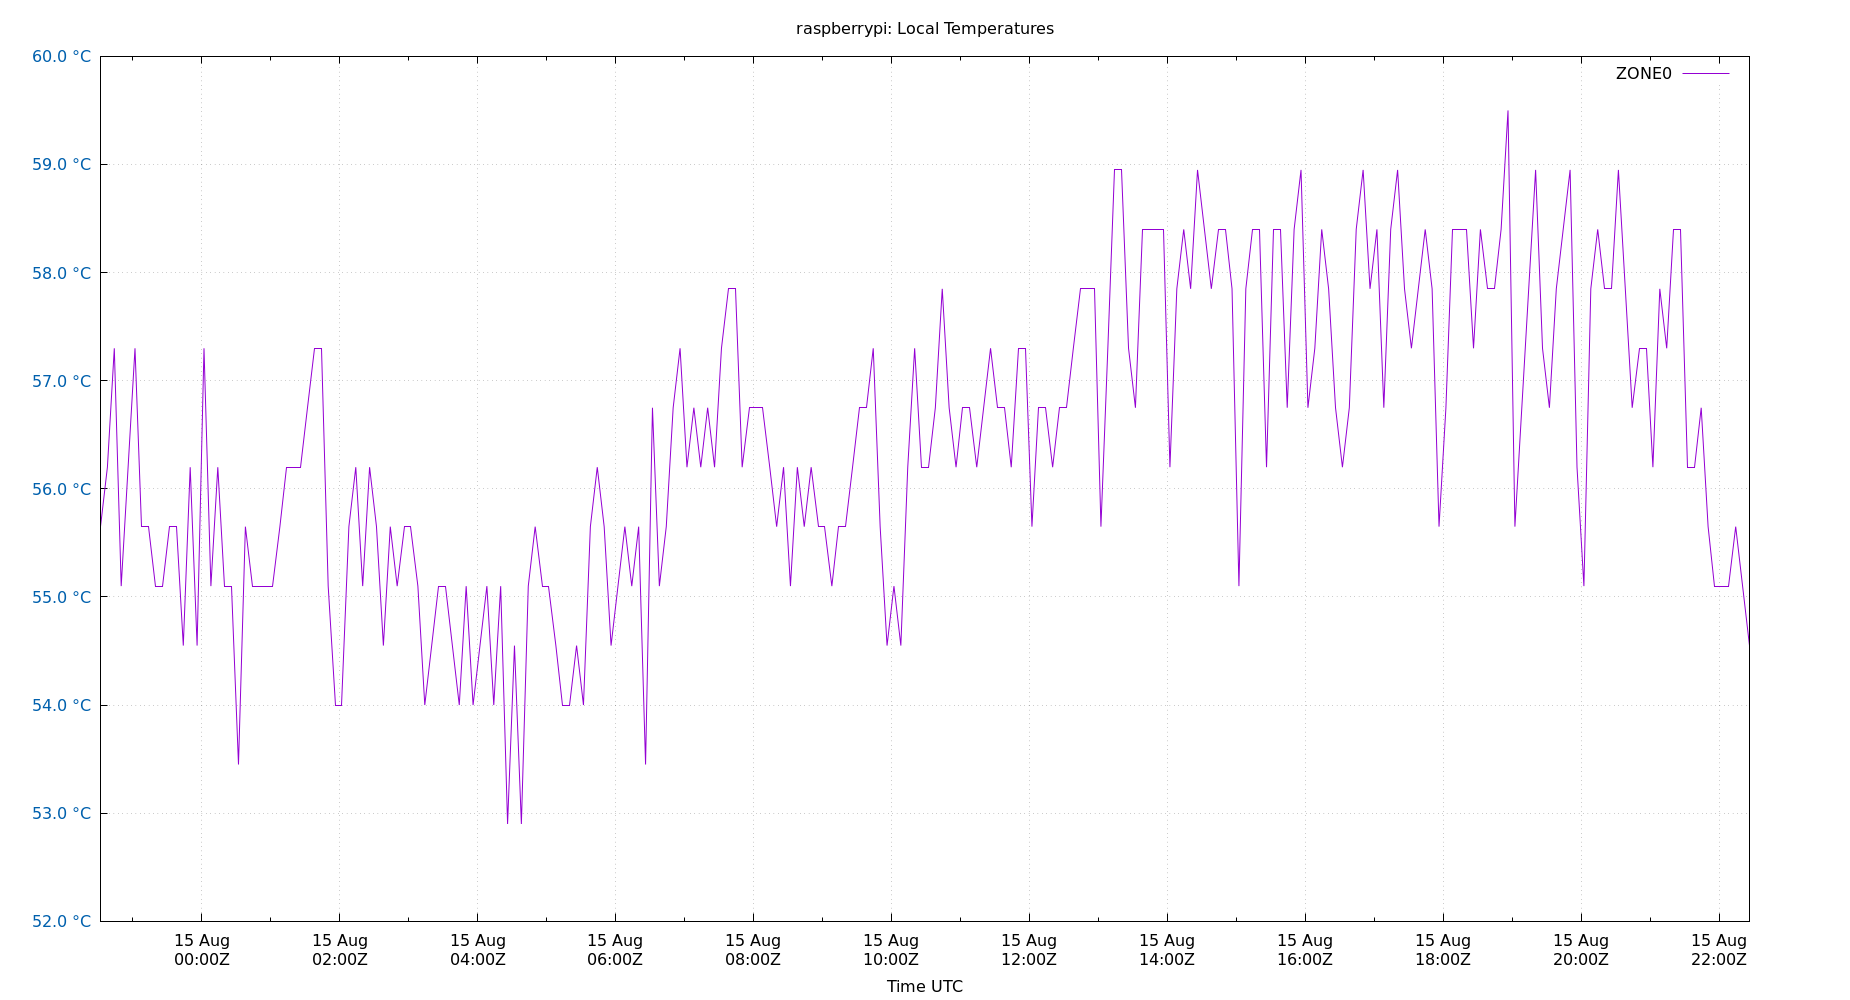 raspberrypi: Local Temperatures
60.0 °C
ZONE0
59.0 °C
58.0 °C
57.0 °C
56.0 °C
55.0 °C
54.0 °C
53.0 °C
52.0 °C
15 Aug 15 Aug 15 Aug 15 Aug 15 Aug 15 Aug 15 Aug 15 Aug 15 Aug 15 Aug 15 Aug 15 Aug
00:00Z 02:00Z 04:00Z 06:00Z 08:00Z 10:00Z 12:00Z 14:00Z 16:00Z 18:00Z 20:00Z 22:00Z
Time UTC